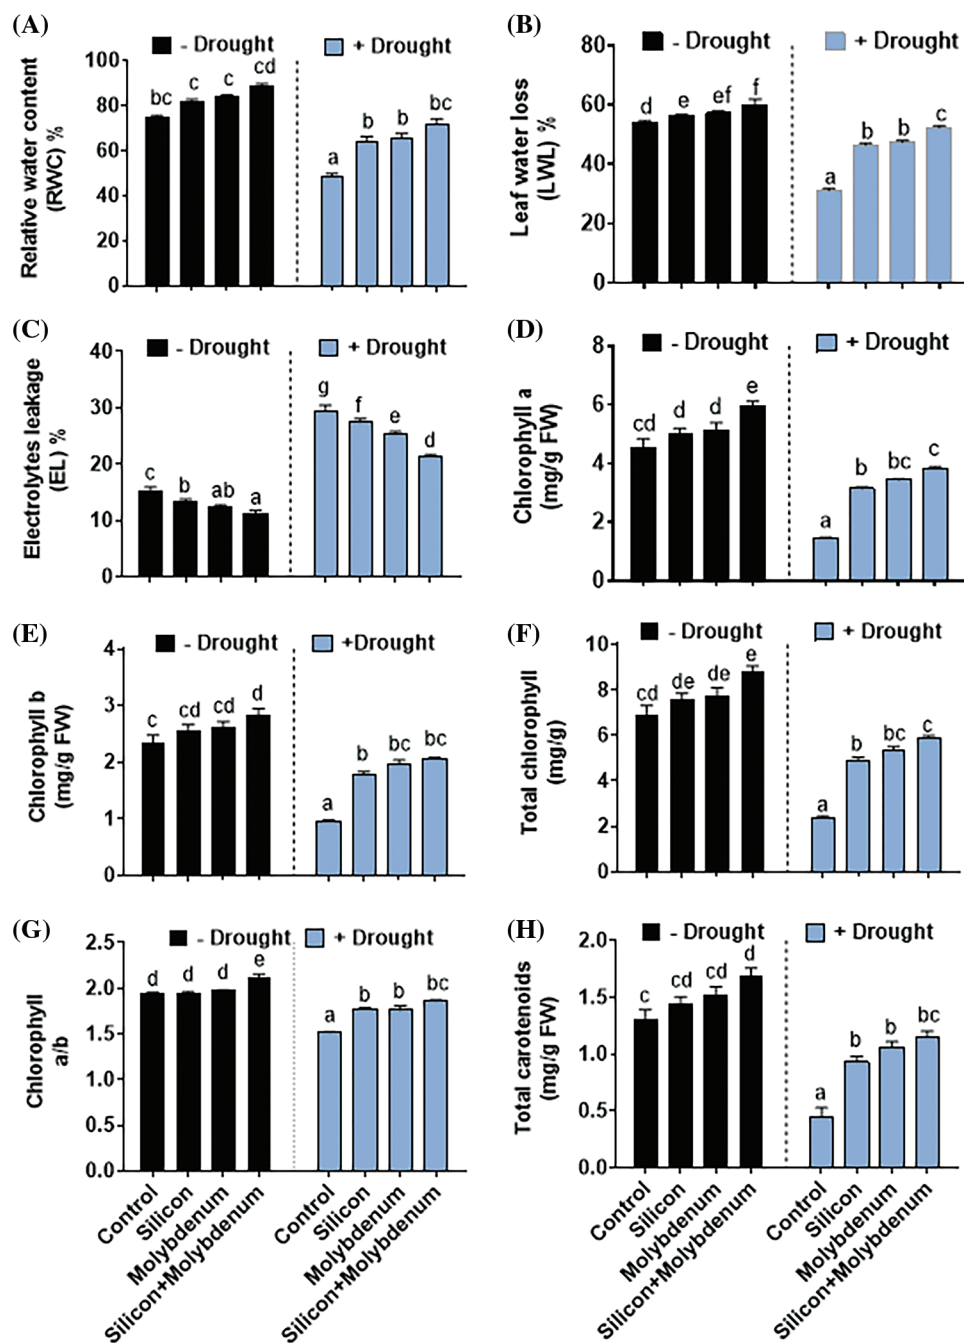 (A)
- Drought
+ Drought
Relative water content
(RWC) %
100
80
60
40
20
0
bc
c
c
cd
a
b
b
bc
(B)
- Drought
+ Drought
Leaf water loss
(LWL) %
80
60
40
20
0
d
e
ef
f
a
b
b
c
(C)
- Drought
+ Drought
Electrolytes leakage
(EL) %
40
30
20
10
0
c
b
ab
a
g
f
e
d
(D)
- Drought
+ Drought
Chlorophyll a
(mg/g FW)
8
6
4
2
0
cd
d
d
e
a
b
bc
c
(E)
- Drought
+Drought
Chlorophyll b
(mg/g FW)
4
3
2
1
0
c
cd
cd
d
a
b
bc
bc
(F)
- Drought
+ Drought
Total chlorophyll
(mg/g)
10
8
6
4
2
0
cd
de
de
e
a
b
bc
c
(G)
- Drought
+ Drought
Chlorophyll
a/b
2.5
2.0
1.5
1.0
0.5
0.0
d
d
d
e
a
b
b
bc
Control
Silicon
Molybdenum
Silicon+Molybdenum
Control
Silicon
Molybdenum
Silicon+Molybdenum
(H)
- Drought
+ Drought
Total carotenoids
(mg/g FW)
2.0
1.5
1.0
0.5
0.0
c
cd
cd
d
a
b
b
bc
Control
Silicon
Molybdenum
Silicon+Molybdenum
Control
Silicon
Molybdenum
Silicon+Molybdenum